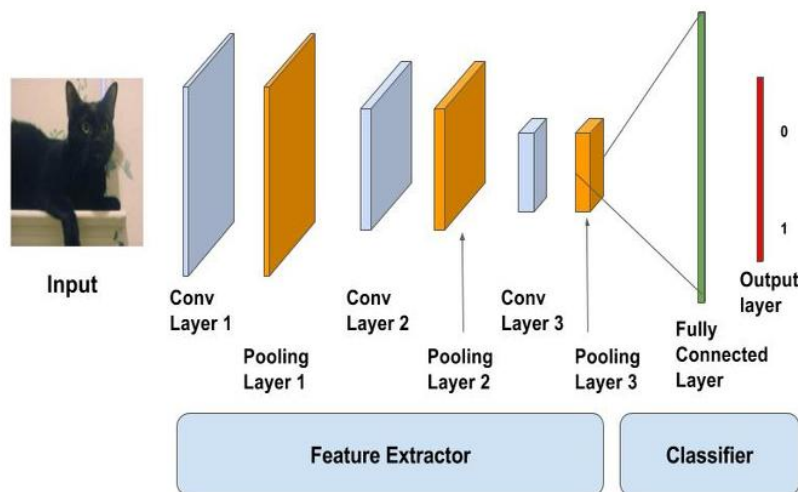 Input
Conv
Layer 1
Pooling
Layer 1
Conv
Layer 2
Pooling
Layer 2
Conv
Layer 3
Pooling
Layer 3
Fully
Connected
Layer
0
1
Output
layer
Feature Extractor
Classifier